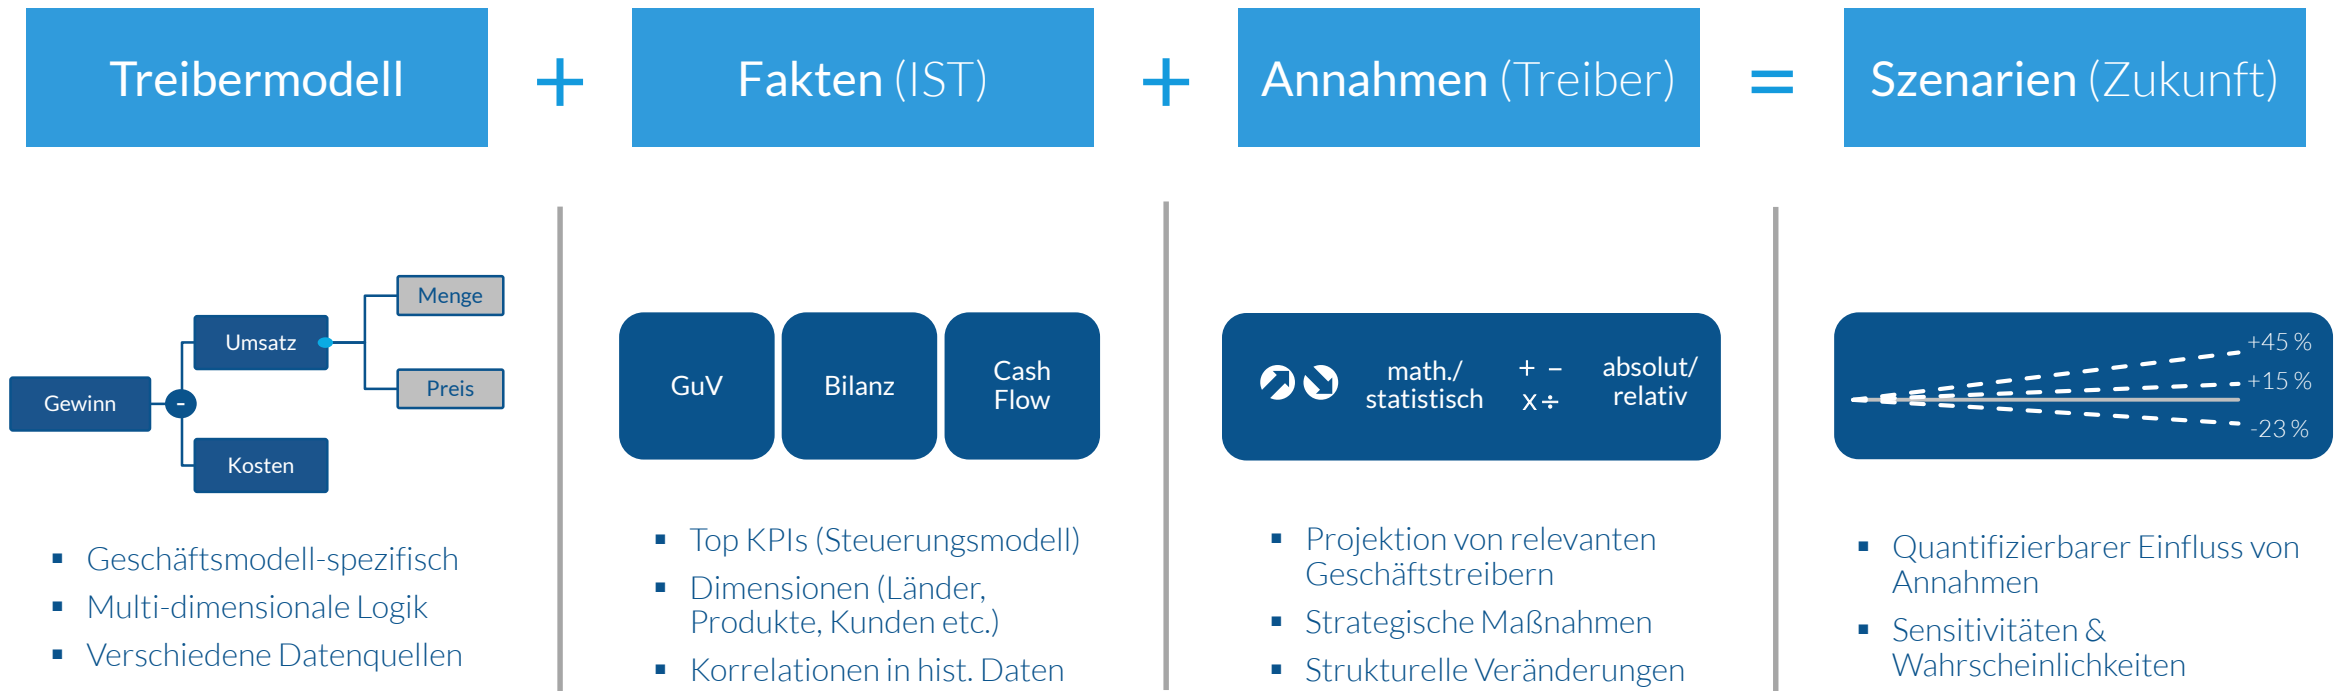 Treibermodell
+
Fakten (IST)
+
Annahmen (Treiber)
=
Szenarien (Zukunft)
Gewinn
-
Umsatz
Kosten
Menge
Preis
Geschäftsmodell-spezifisch
Multi-dimensionale Logik
Verschiedene Datenquellen
GuV
Bilanz
Cash
Flow
Top KPIs (Steuerungsmodell)
Dimensionen (Länder,
Produkte, Kunden etc.)
Korrelationen in hist. Daten
math./
statistisch
+ -
x ÷
absolut/
relativ
Projektion von relevanten
Geschäftstreibern
Strategische Maßnahmen
Strukturelle Veränderungen
+45 %
+15 %
-23 %
Quantifizierbarer Einfluss von
Annahmen
Sensitivitäten &
Wahrscheinlichkeiten